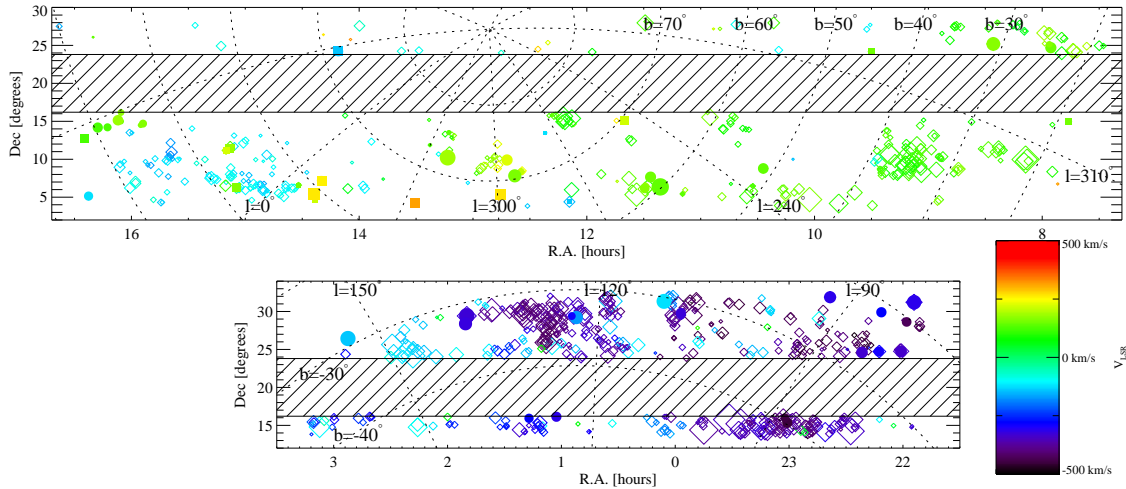 b=70° b=60° b=50° b=40° b=30°
30
25
20
15
10
5
Dec [degrees]
l=0° l=300° l=240° l=310°
16 14 12 10 8
R.A. [hours]
l=150° l=120° l=90°
30
25
20
15
Dec [degrees]
b=-30°
b=-40°
3 2 1 0 23 22
R.A. [hours]
500 km/s
0 km/s
-500 km/s
V_LSR